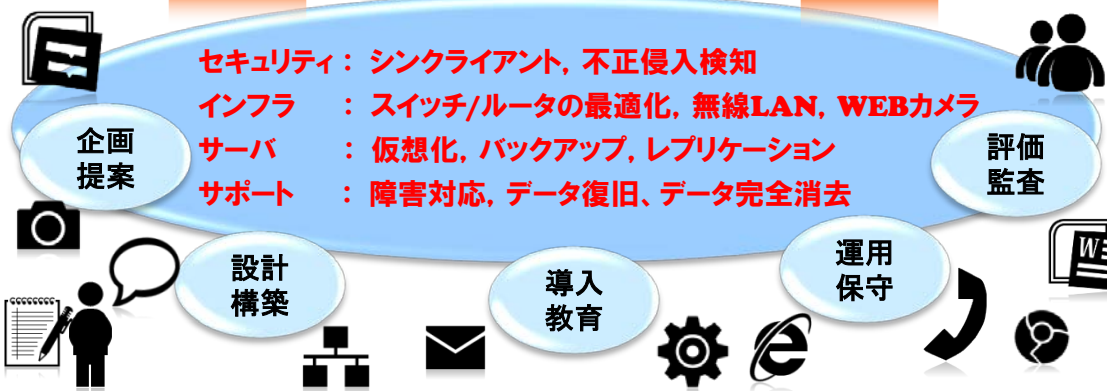 セキュリティ： シンクライアント, 不正侵入検知
インフラ ： スイッチ/ルータの最適化, 無線LAN, WEBカメラ
サーバ ： 仮想化, バックアップ, レプリケーション
サポート ： 障害対応, データ復旧、データ完全消去
企画
提案
設計
構築
導入
教育
運用
保守
評価
監査